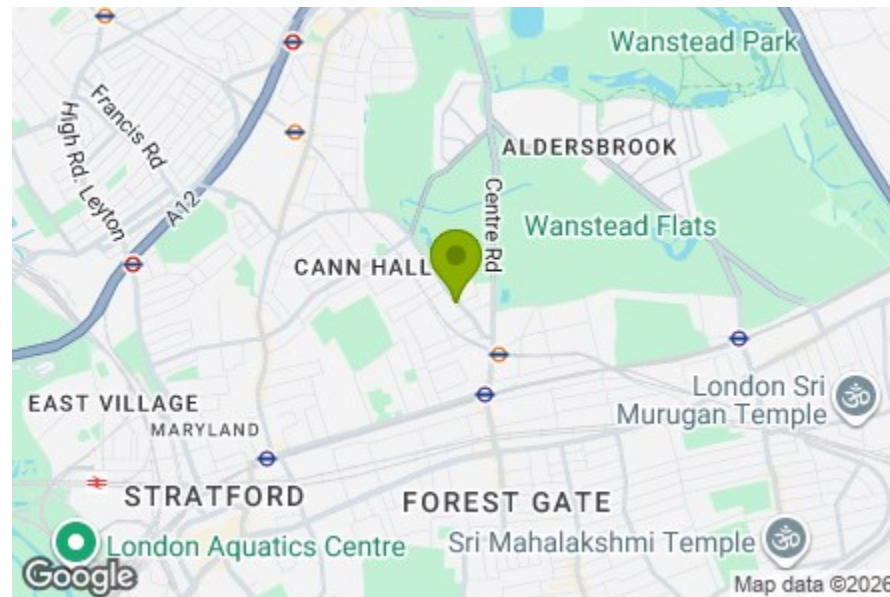 Wanstead Park
Francis Rd
High Rd. Leyton
A12
ALDERSBROOK
Centre Rd
Wanstead Flats
CANN HALL
EAST VILLAGE
MARYLAND
London Sri
Murugan Temple
STRATFORD
FOREST GATE
London Aquatics Centre
Sri Mahalakshmi Temple
Google
Map data ©2026